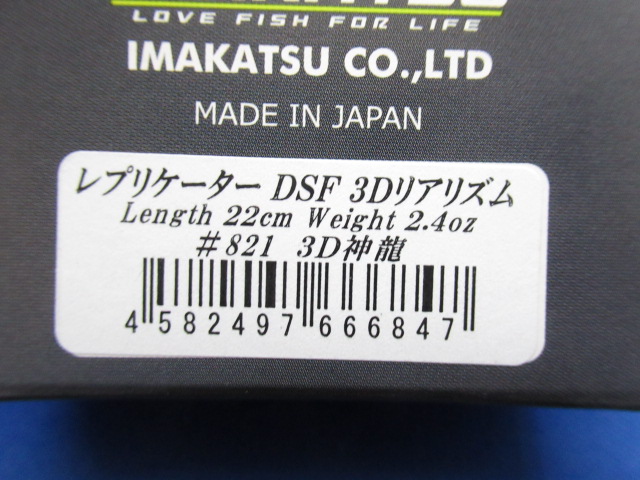 LOVE FISH FOR LIFE
IMAKATSU CO.,LTD
MADE IN JAPAN
レプリケーター DSF 3Dリアリズム
Length 22cm Weight 2.4oz
#821 3D神龍
4 582497 666847